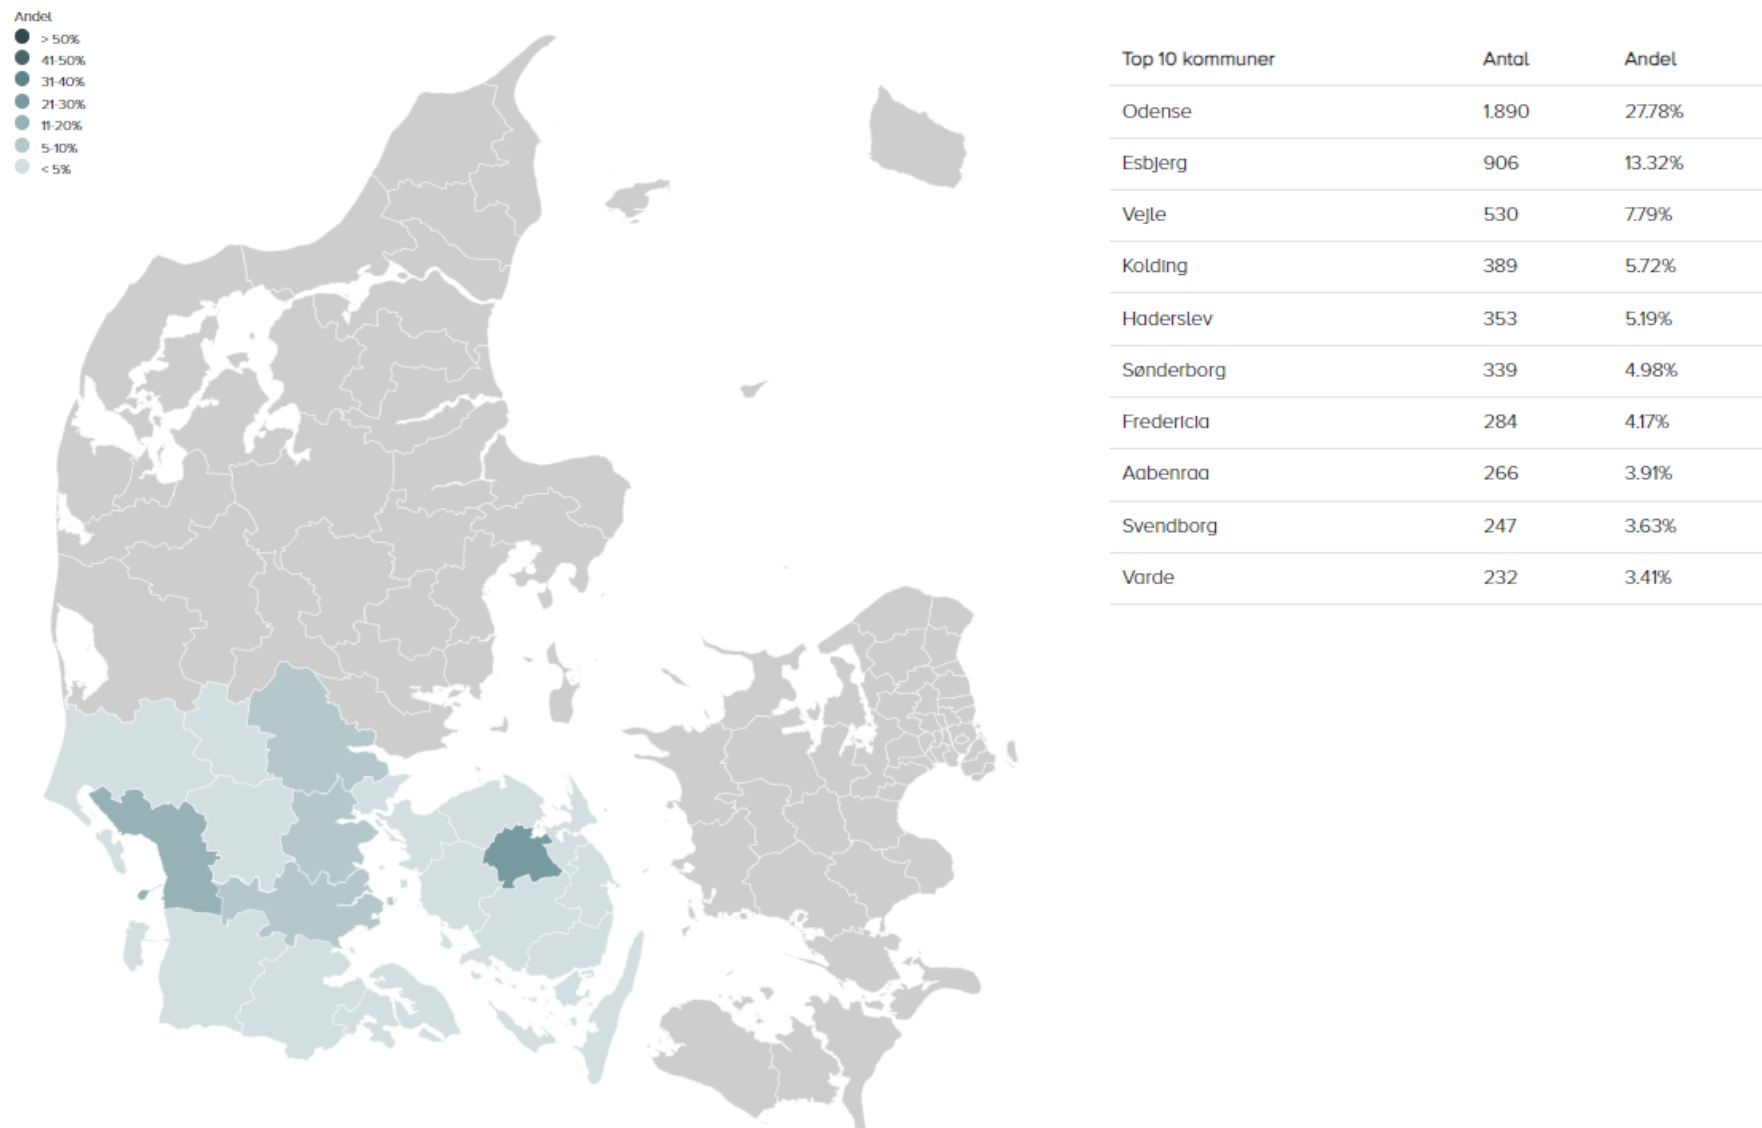 Andel
> 50%
41-50%
31-40%
21-30%
11-20%
5-10%
< 5%
Top 10 kommuner Antal Andel
Odense 1.890 27.78%
Esbjerg 906 13.32%
Vejle 530 7.79%
Kolding 389 5.72%
Haderslev 353 5.19%
Sønderborg 339 4.98%
Fredericia 284 4.17%
Aabenraa 266 3.91%
Svendborg 247 3.63%
Varde 232 3.41%